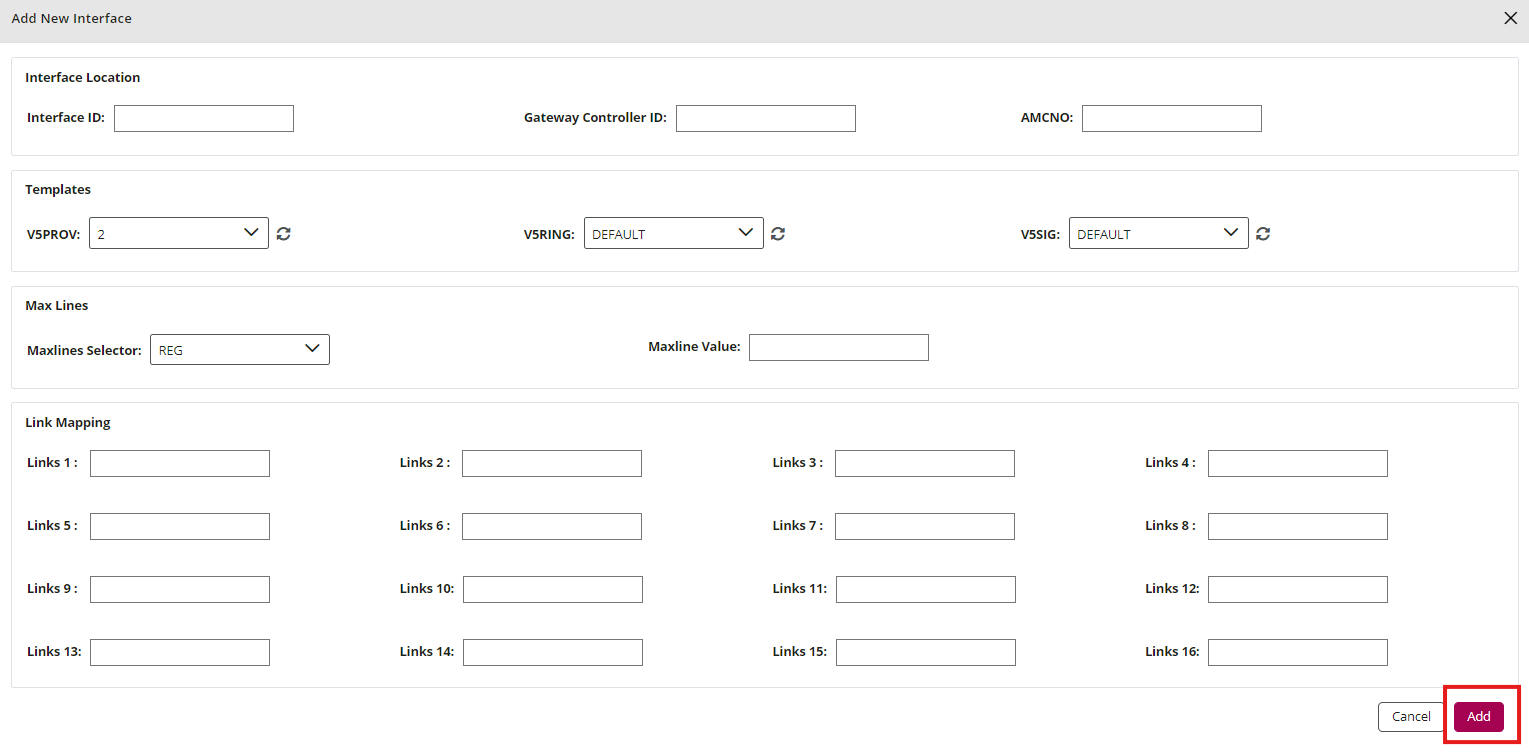 Add New Interface
Interface Location
Interface ID:
Gateway Controller ID:
AMCNO:
Templates
V5PROV: 2
V5RING: DEFAULT
V5SIG: DEFAULT
Max Lines
Maxlines Selector: REG
Maxline Value:
Link Mapping
Links 1 :
Links 2 :
Links 3 :
Links 4 :
Links 5 :
Links 6 :
Links 7 :
Links 8 :
Links 9 :
Links 10:
Links 11:
Links 12:
Links 13:
Links 14:
Links 15:
Links 16:
Cancel
Add